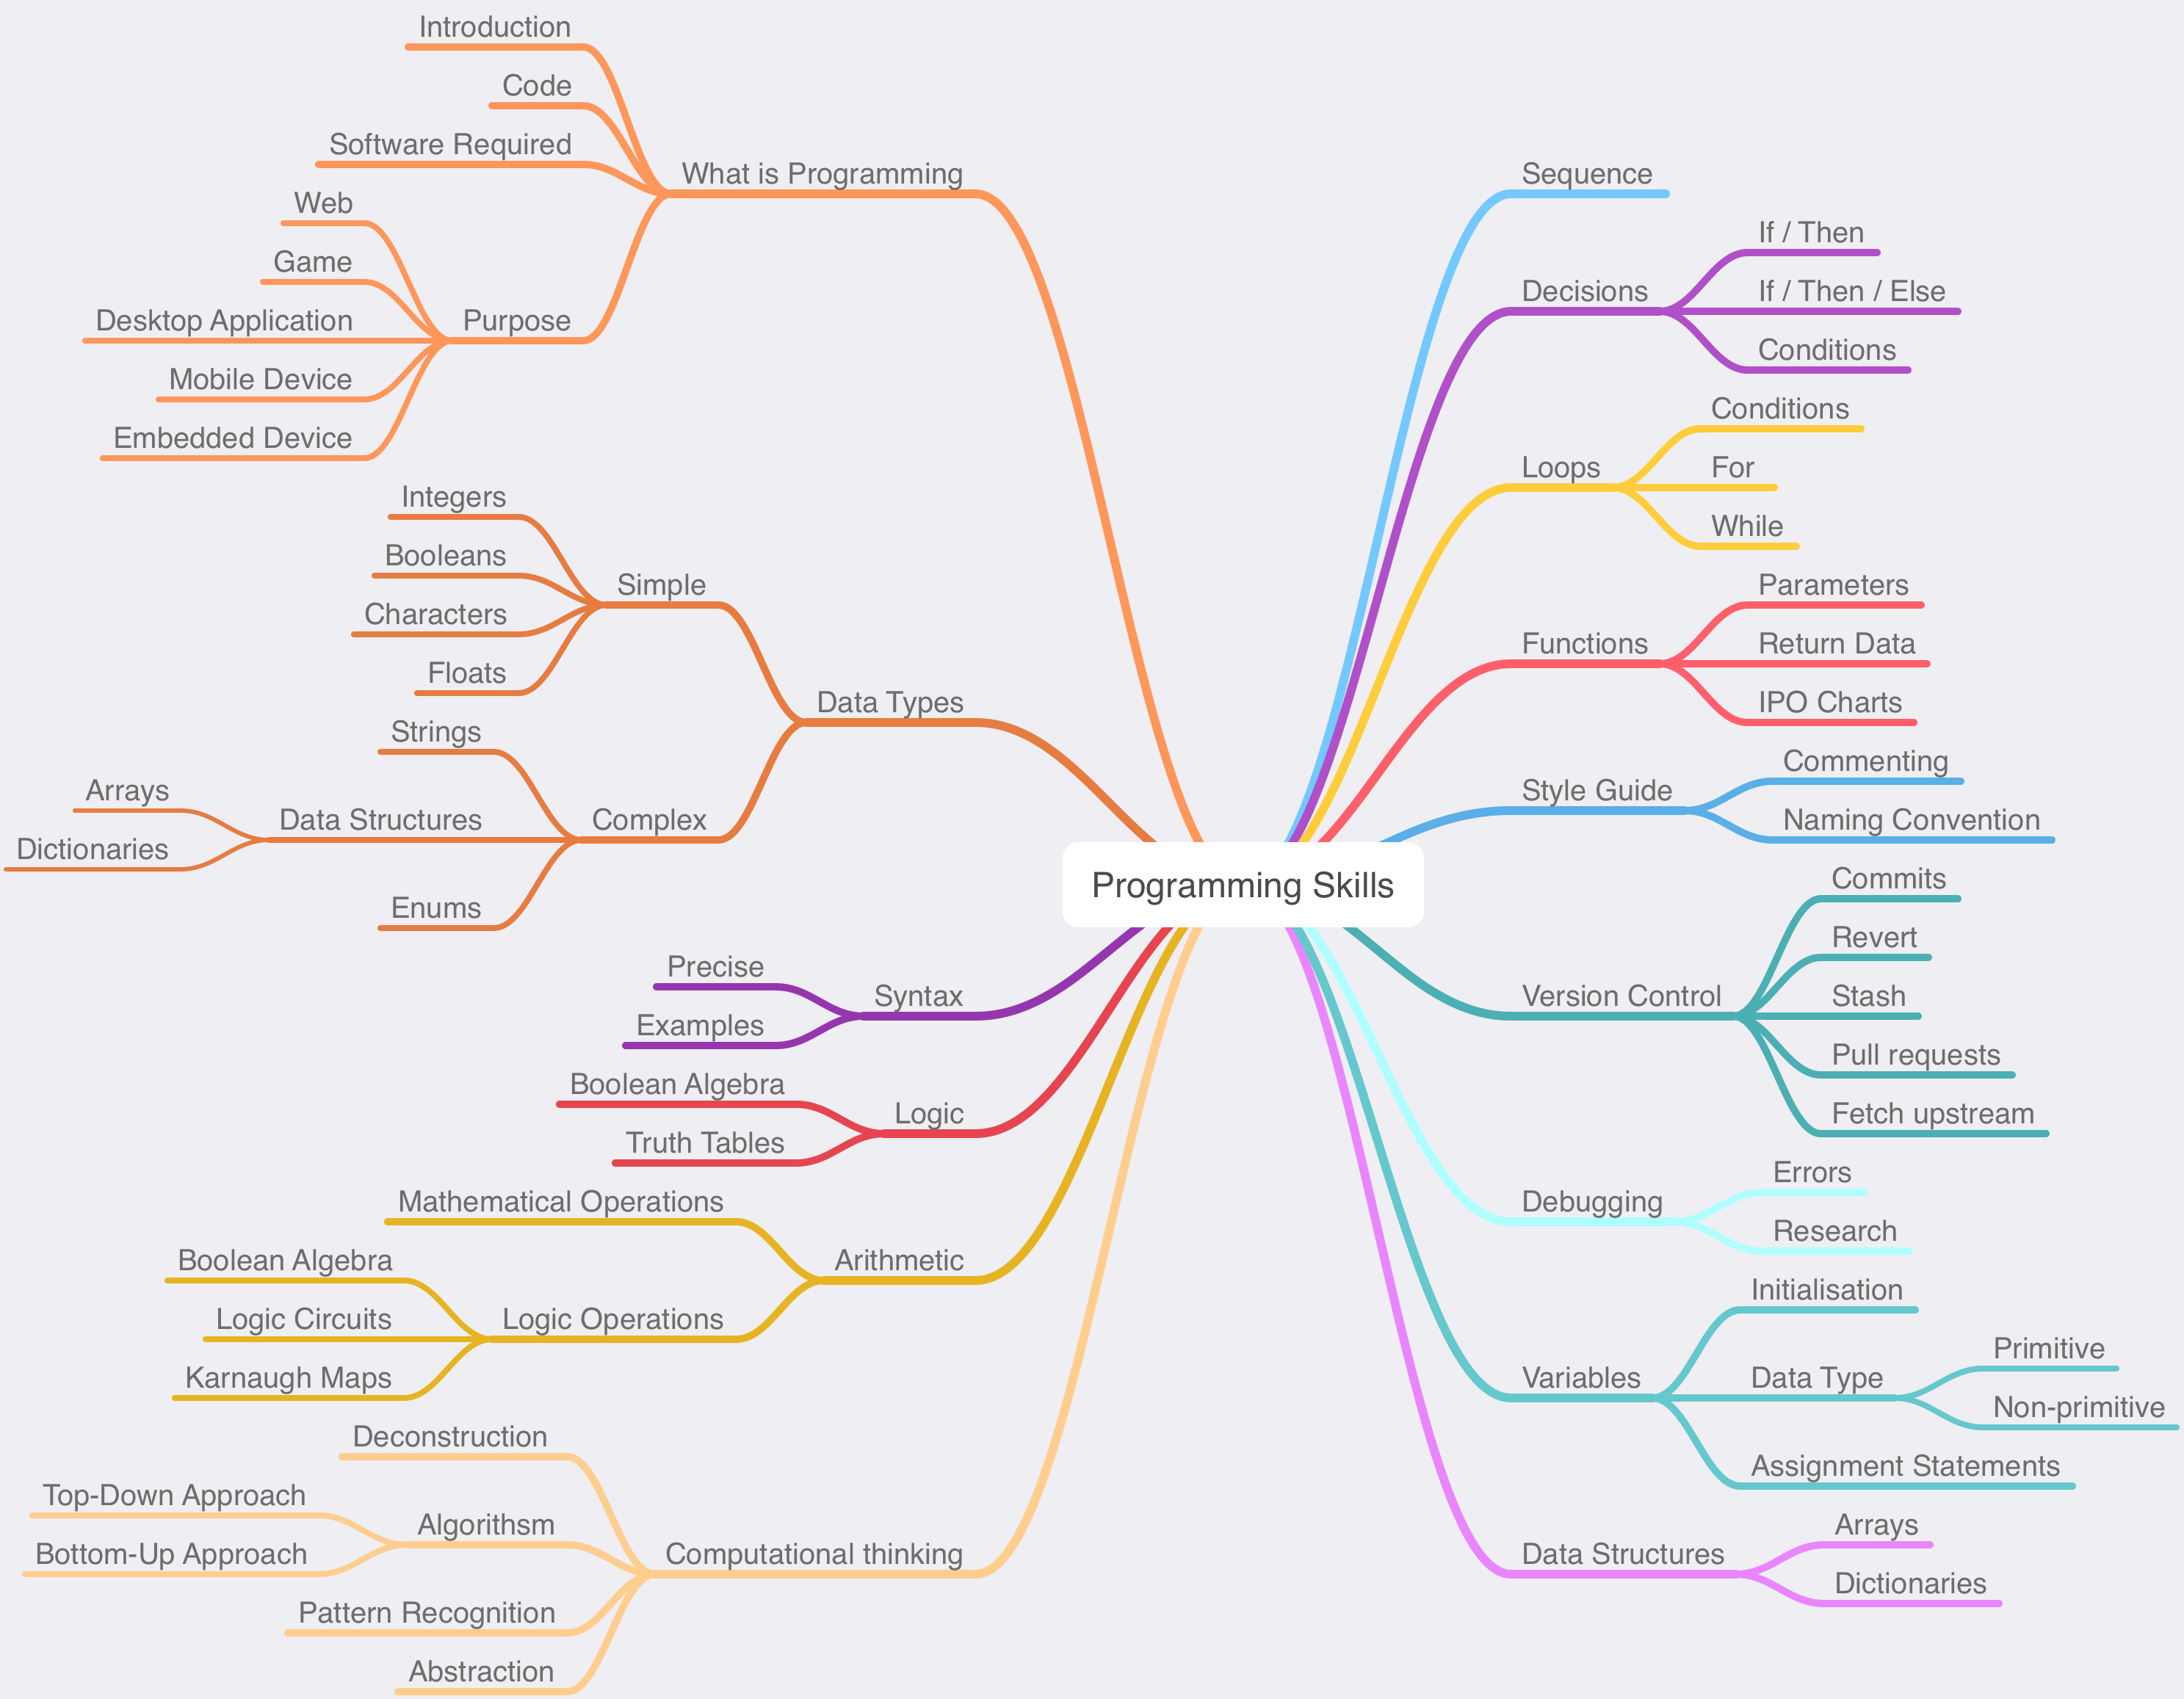 Programming Skills
What is Programming
Introduction
Code
Software Required
Purpose
Web
Game
Desktop Application
Mobile Device
Embedded Device
Data Types
Simple
Integers
Booleans
Characters
Floats
Complex
Strings
Data Structures
Arrays
Dictionaries
Enums
Syntax
Precise
Examples
Logic
Boolean Algebra
Truth Tables
Arithmetic
Mathematical Operations
Logic Operations
Boolean Algebra
Logic Circuits
Karnaugh Maps
Computational thinking
Deconstruction
Algorithsm
Top-Down Approach
Bottom-Up Approach
Pattern Recognition
Abstraction
Sequence
Decisions
If / Then
If / Then / Else
Conditions
Loops
Conditions
For
While
Functions
Parameters
Return Data
IPO Charts
Style Guide
Commenting
Naming Convention
Version Control
Commits
Revert
Stash
Pull requests
Fetch upstream
Debugging
Errors
Research
Variables
Initialisation
Data Type
Primitive
Non-primitive
Assignment Statements
Data Structures
Arrays
Dictionaries